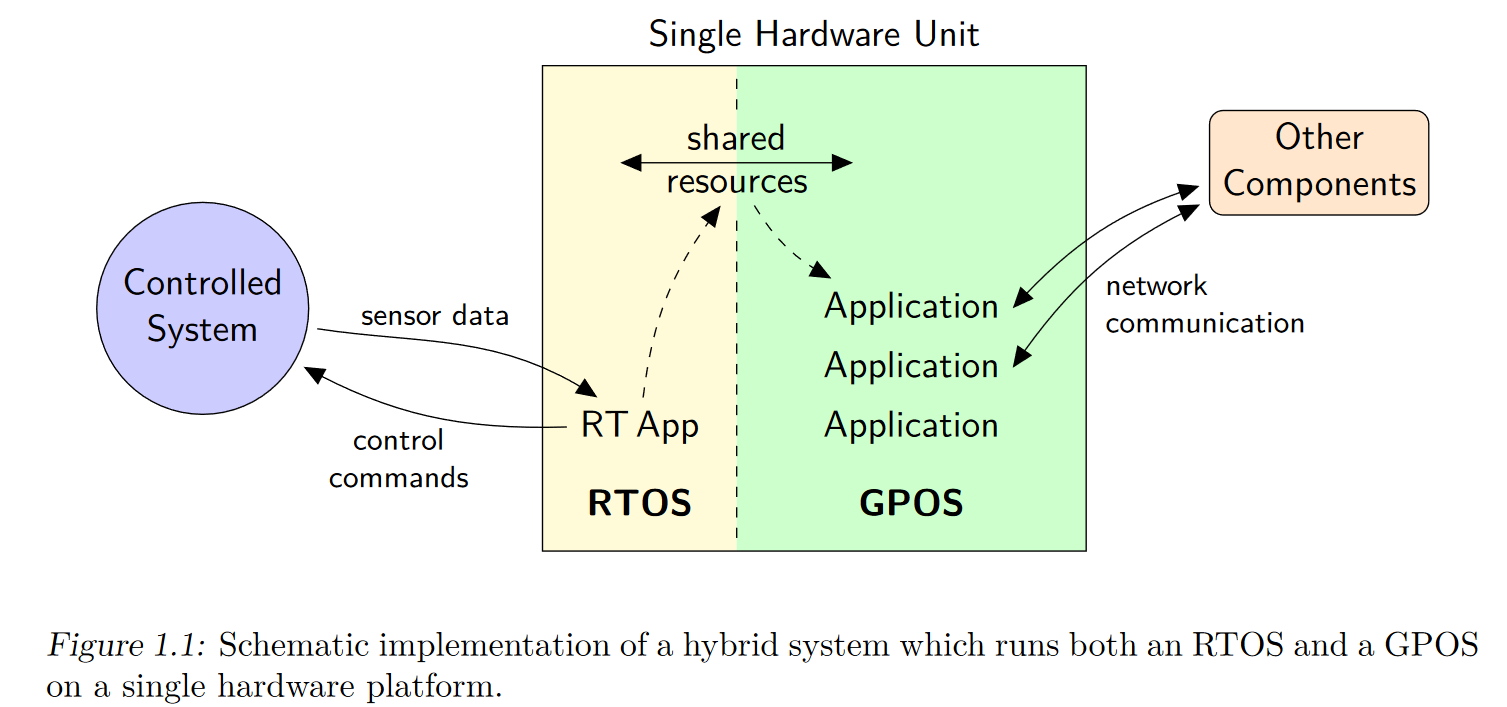 Single Hardware Unit
shared
resources
Other
Components
Controlled
System
sensor data
control
commands
RT App
RTOS
Application
Application
Application
GPOS
network
communication
Figure 1.1: Schematic implementation of a hybrid system which runs both an RTOS and a GPOS
on a single hardware platform.